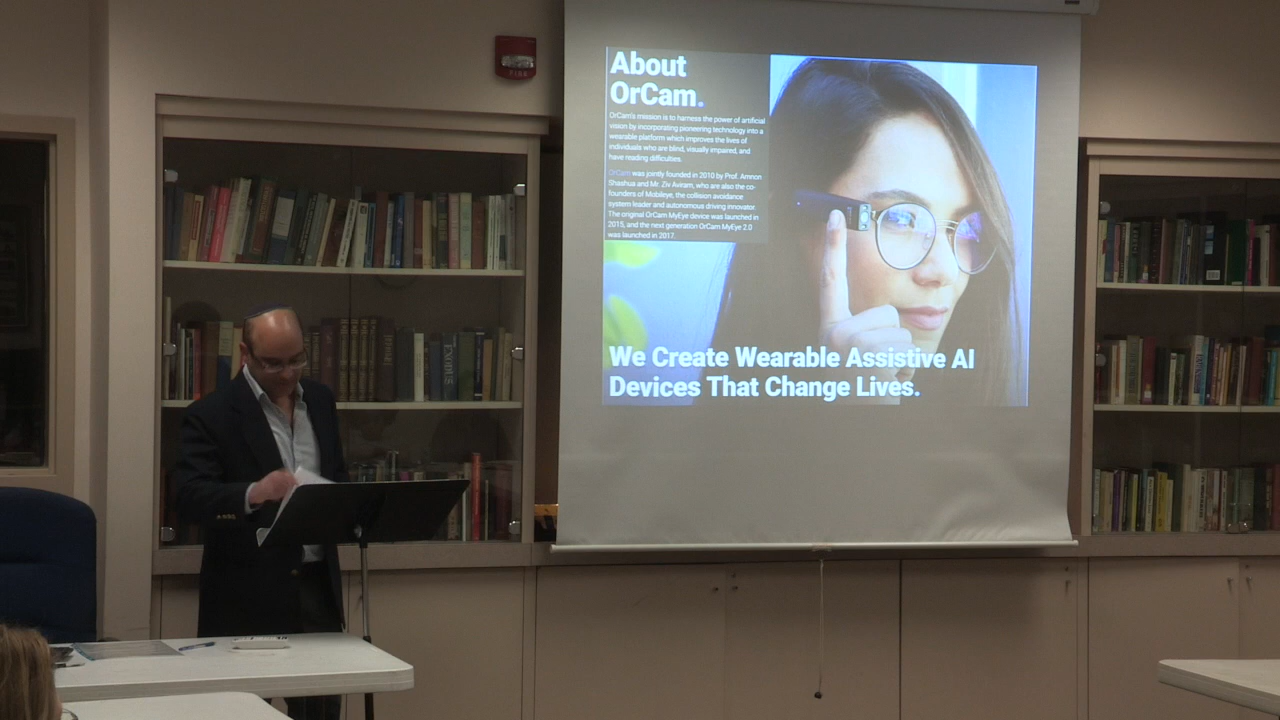 FIRE
About
OrCam.
OrCam's mission is to harness the power of artificial
vision by incorporating pioneering technology into a
wearable platform which improves the lives of
individuals who are blind, visually impaired, and
have reading difficulties.
OrCam was jointly founded in 2010 by Prof. Amnon
Shashua and Mr. Ziv Aviram, who are also the co-
founders of Mobileye, the collision avoidance
system leader and autonomous driving innovator.
The original OrCam MyEye device was launched in
2015, and the next generation OrCam MyEye 2.0
was launched in 2017.
We Create Wearable Assistive AI
Devices That Change Lives.